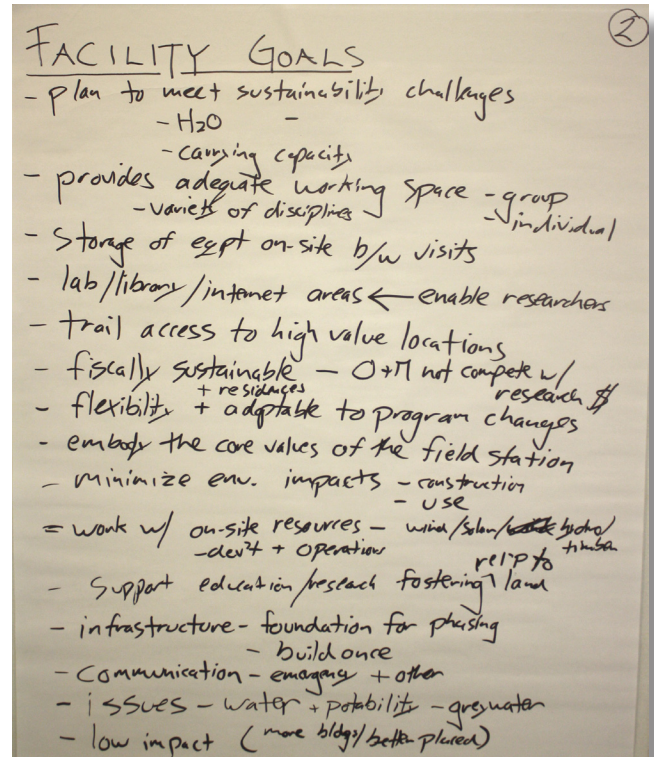 2
FACILITY GOALS
- plan to meet sustainability challenges
- H2O -
- carrying capacity
- provides adequate working space - group
- variety of disciplines - individual
- Storage of eqpt on-site b/w visits
- lab/library/internet areas ← enable researchers
- trail access to high value locations
- fiscally sustainable - O+M not compete w/
+ residences research $
- flexibility + adaptable to program changes
- embody the core values of the field station
- minimize env. impacts - construction
- use
- work w/ on-site resources - wind/solar/hydro/
- dev't + operation timber
relp to
- Support education/research fostering land
- infrastructure - foundation for phasing
- build once
- Communication - emergency + other
- issues - water + potability - greywater
- low impact (more bldgs/better placed)